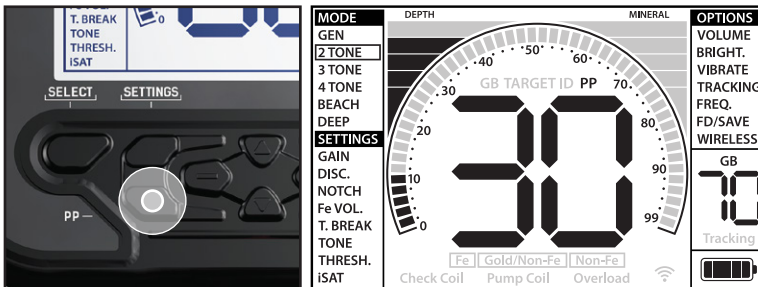 T. BREAK
TONE
THRESH.
iSAT
SELECT
SETTINGS
PP
MODE
GEN
2 TONE
3 TONE
4 TONE
BEACH
DEEP
SETTINGS
GAIN
DISC.
NOTCH
Fe VOL.
T. BREAK
TONE
THRESH.
iSAT
DEPTH
MINERAL
GB TARGET ID PP
0
10
20
30
40
50
60
70
80
90
99
30
Fe Gold/Non-Fe Non-Fe
Check Coil Pump Coil Overload
OPTIONS
VOLUME
BRIGHT.
VIBRATE
TRACKING
FREQ.
FD/SAVE
WIRELESS
GB
Tracking